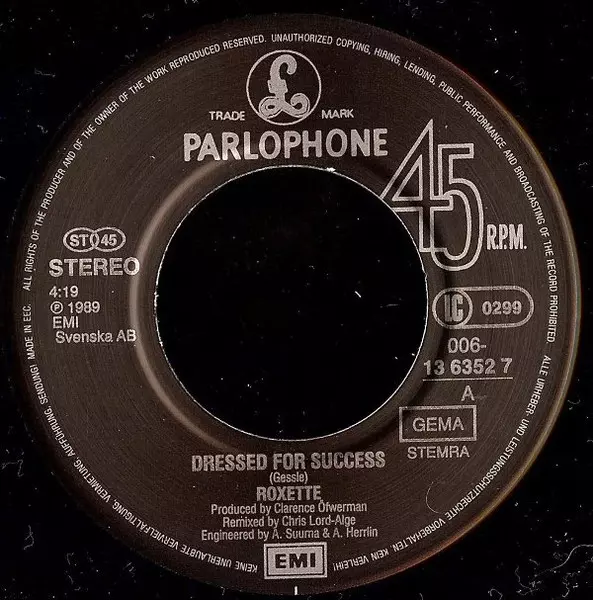 ALL RIGHTS OF THE PRODUCER AND OF THE OWNER OF THE WORK REPRODUCED RESERVED. UNAUTHORIZED COPYING, HIRING, LENDING, PUBLIC PERFORMANCE AND BROADCASTING OF THE RECORD PROHIBITED.
£
TRADE MARK
PARLOPHONE
45 R.P.M.
ST 45
STEREO
4:19
℗ 1989
EMI
Svenska AB
LC 0299
006-
13 6352 7
A
GEMA
STEMRA
DRESSED FOR SUCCESS
(Gessle)
ROXETTE
Produced by Clarence Öfwerman
Remixed by Chris Lord-Alge
Engineered by A. Suurna & A. Herrlin
EMI
ALLE URHEBER- UND LEISTUNGSSCHUTZRECHTE VORBEHALTEN KEIN VERLEIH! KEINE UNERLAUBTE VERVIELFÄLTIGUNG, VERMIETUNG, AUFFÜHRUNG, SENDUNG! MADE IN EEC.